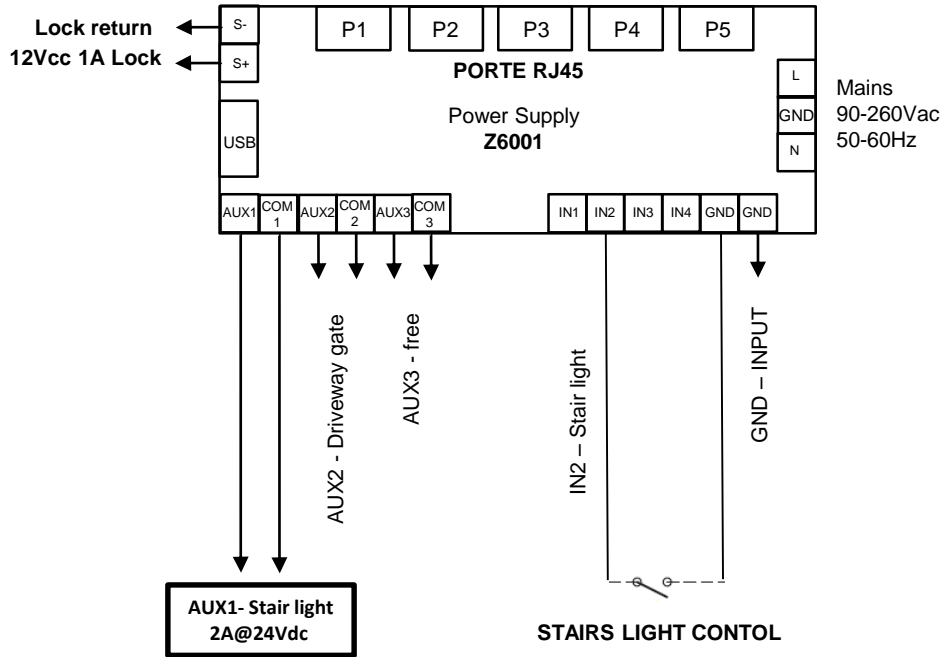 Lock return
12Vcc 1A Lock
S-
S+
P1
P2
P3
P4
P5
PORTE RJ45
Power Supply
Z6001
USB
L
GND
N
Mains
90-260Vac
50-60Hz
AUX1
COM
1
AUX2
COM
2
AUX3
COM
3
IN1
IN2
IN3
IN4
GND
GND
AUX2 - Driveway gate
AUX3 - free
IN2 – Stair light
GND – INPUT
AUX1- Stair light
2A@24Vdc
STAIRS LIGHT CONTOL